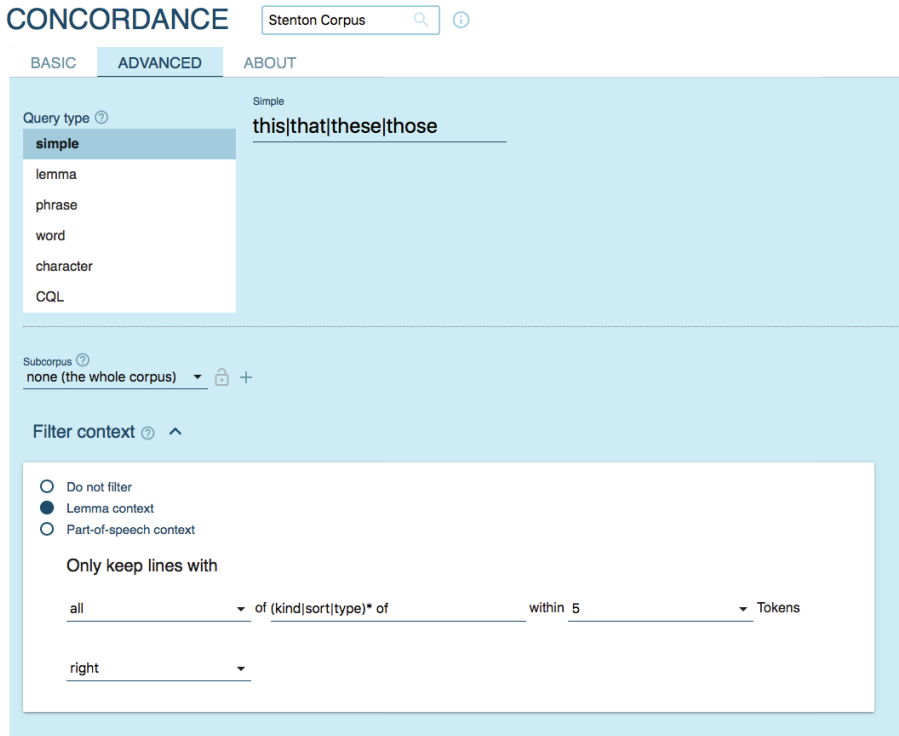 CONCORDANCE Stenton Corpus
BASIC ADVANCED ABOUT
Simple
Query type
this|that|these|those
simple
lemma
phrase
word
character
CQL
Subcorpus
none (the whole corpus)
Filter context
Do not filter
Lemma context
Part-of-speech context
Only keep lines with
all of (kind|sort|type)* of within 5 Tokens
right